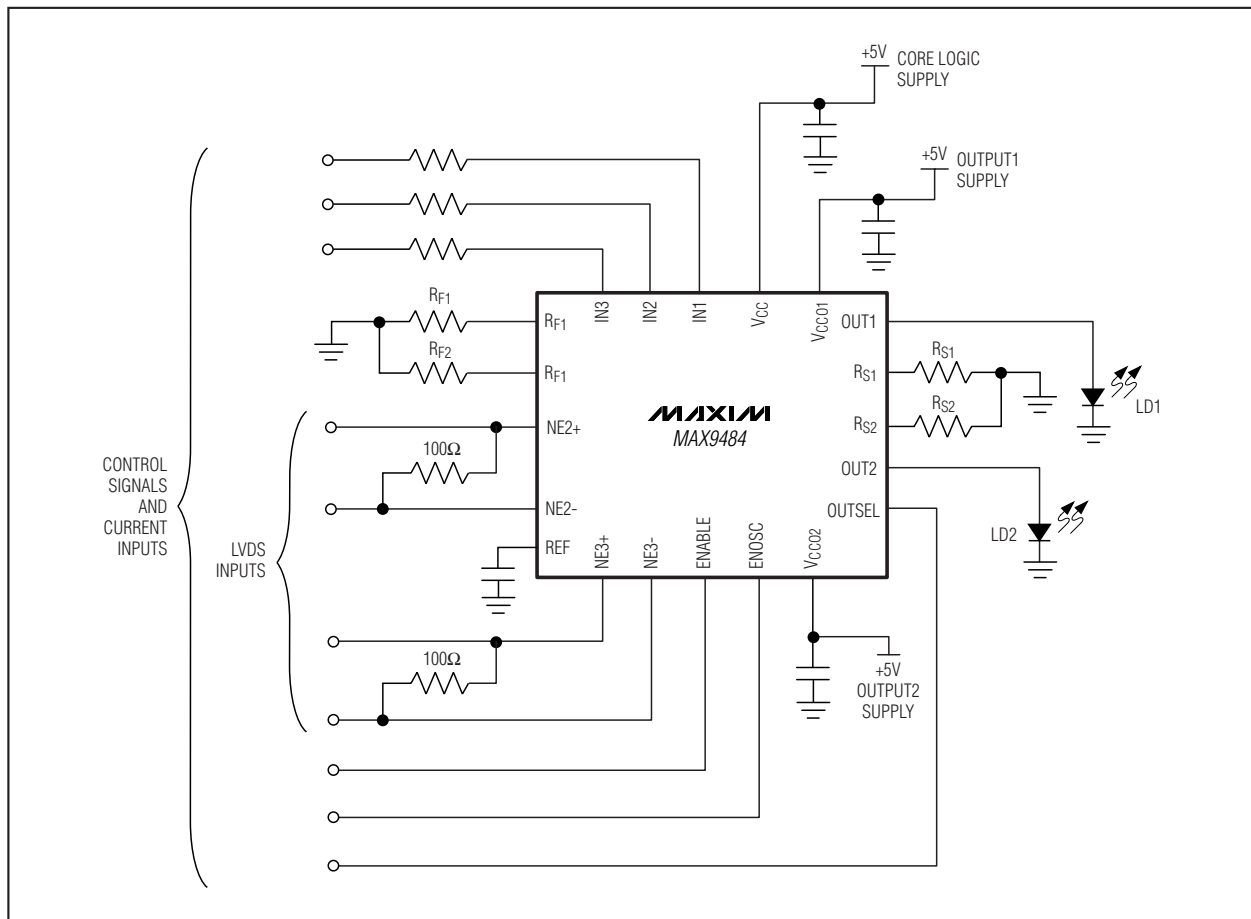 +5V CORE LOGIC
SUPPLY
+5V OUTPUT1
SUPPLY
RF1
RF2
RF1
RF1
IN3
IN2
IN1
VCC
VCCO1
OUT1
RS1
RS1
RS2
RS2
LD1
MAXIM
MAX9484
NE2+
100Ω
NE2-
REF
OUT2
OUTSEL
LD2
NE3+
NE3-
ENABLE
ENOSC
VCCO2
CONTROL
SIGNALS
AND
CURRENT
INPUTS
LVDS
INPUTS
100Ω
+5V
OUTPUT2
SUPPLY